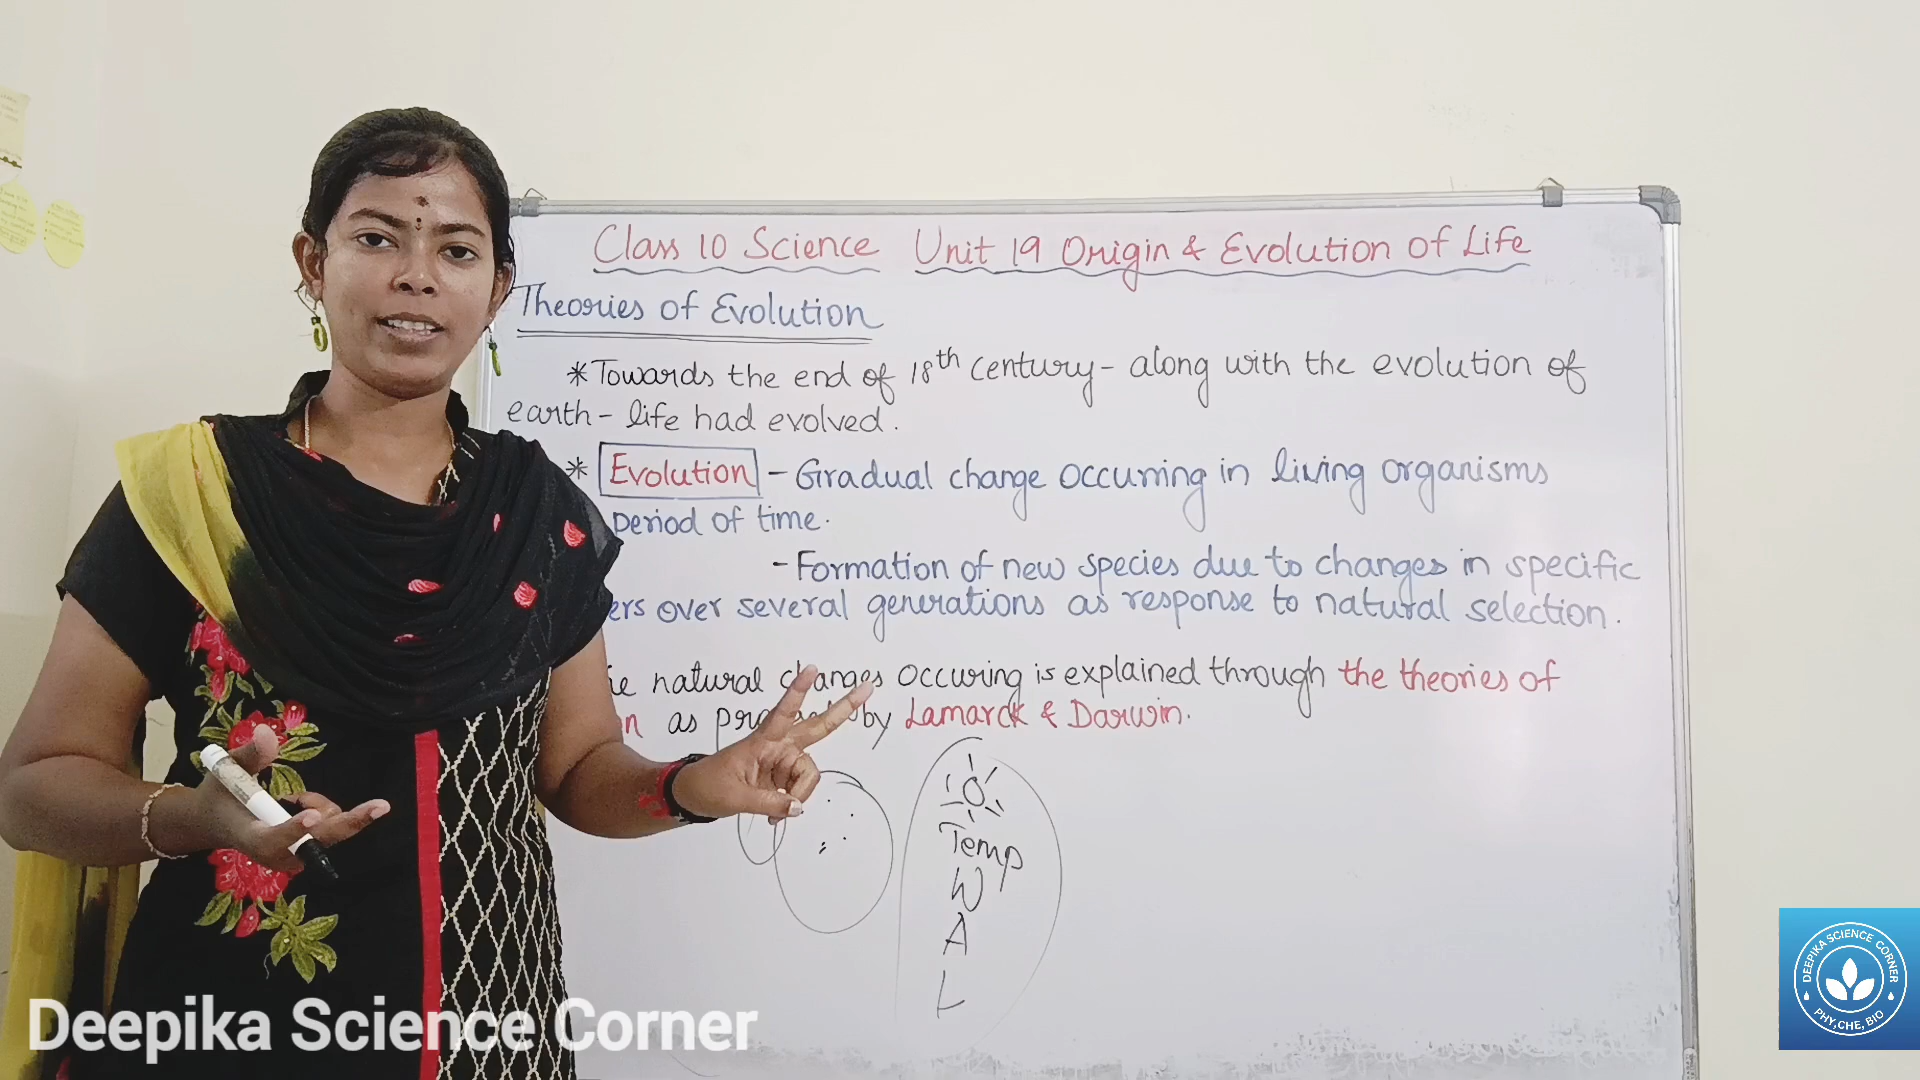 Class 10 Science Unit 19 Origin & Evolution of Life
Theories of Evolution
* Towards the end of 18th century - along with the evolution of
earth - life had evolved.
* Evolution - Gradual change occurring in living organisms
period of time.
- Formation of new species due to changes in specific
ers over several generations as response to natural selection.
natural changes occuring is explained through the theories of
as by Lamarck & Darwin.
Temp
W
A
L
Deepika Science Corner
DEEPIKA SCIENCE CORNER
PHY, CHE, BIO